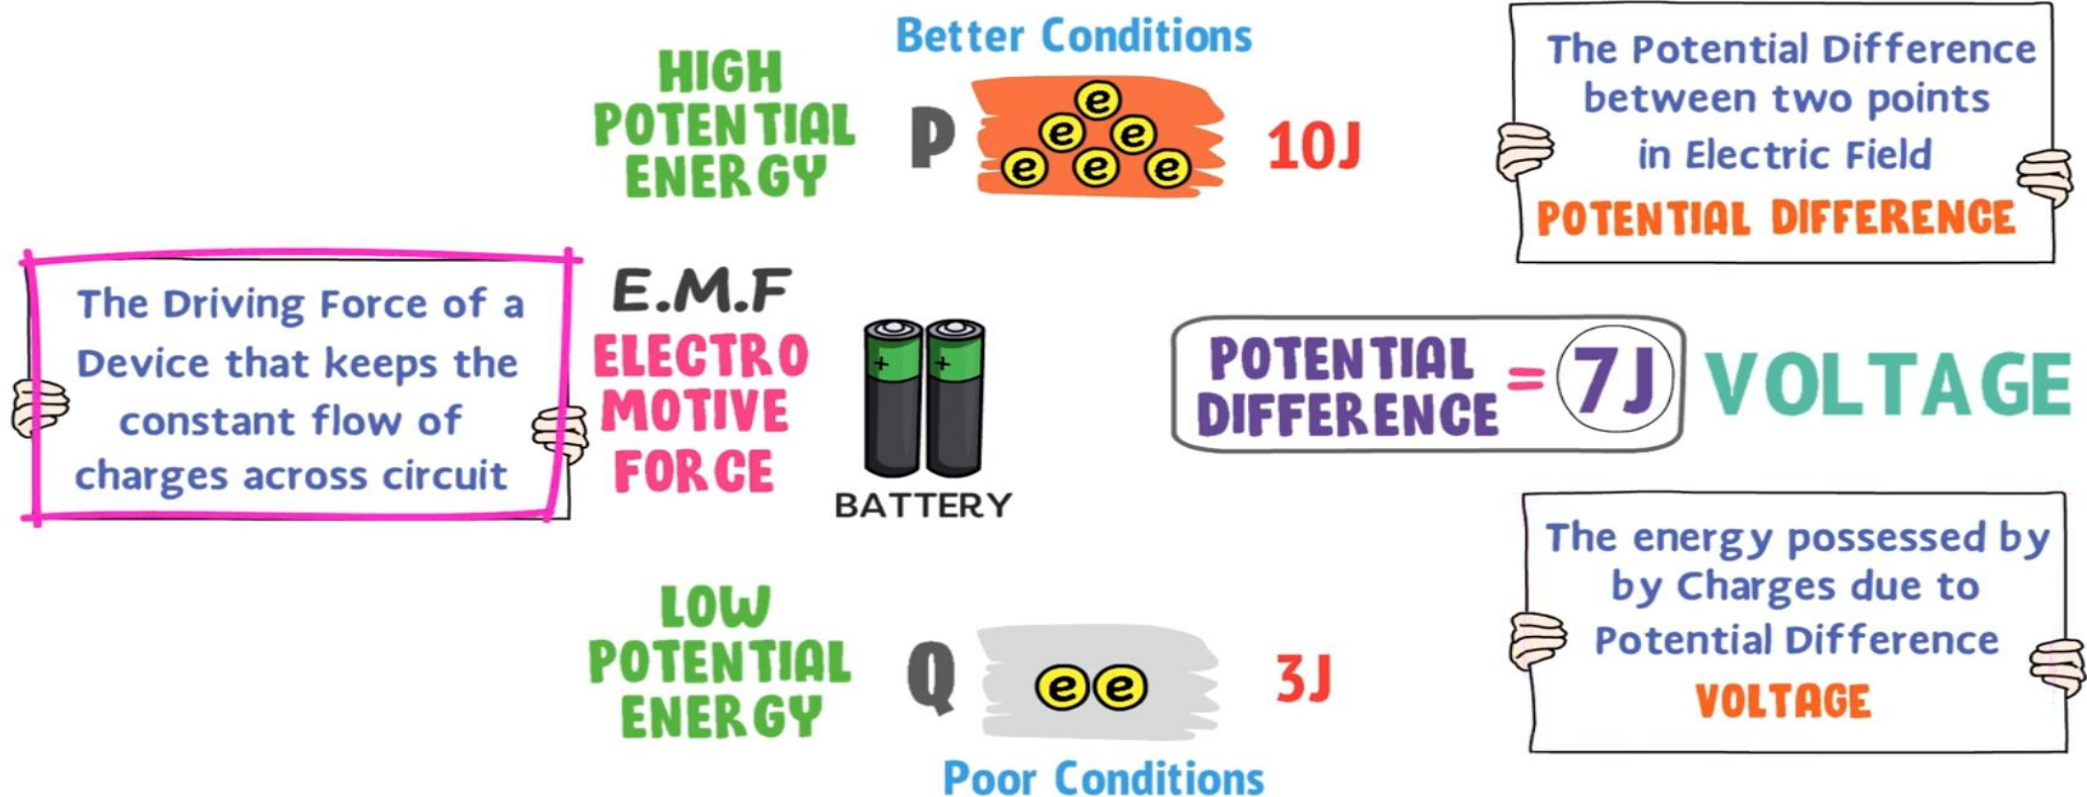 Better Conditions
HIGH
POTENTIAL
ENERGY
P
e
e e
e e e
10J
The Potential Difference
between two points
in Electric Field
POTENTIAL DIFFERENCE
The Driving Force of a
Device that keeps the
constant flow of
charges across circuit
E.M.F
ELECTRO
MOTIVE
FORCE
+ +
BATTERY
POTENTIAL
DIFFERENCE = 7J
VOLTAGE
LOW
POTENTIAL
ENERGY
Q
e e
3J
Poor Conditions
The energy possessed by
by Charges due to
Potential Difference
VOLTAGE